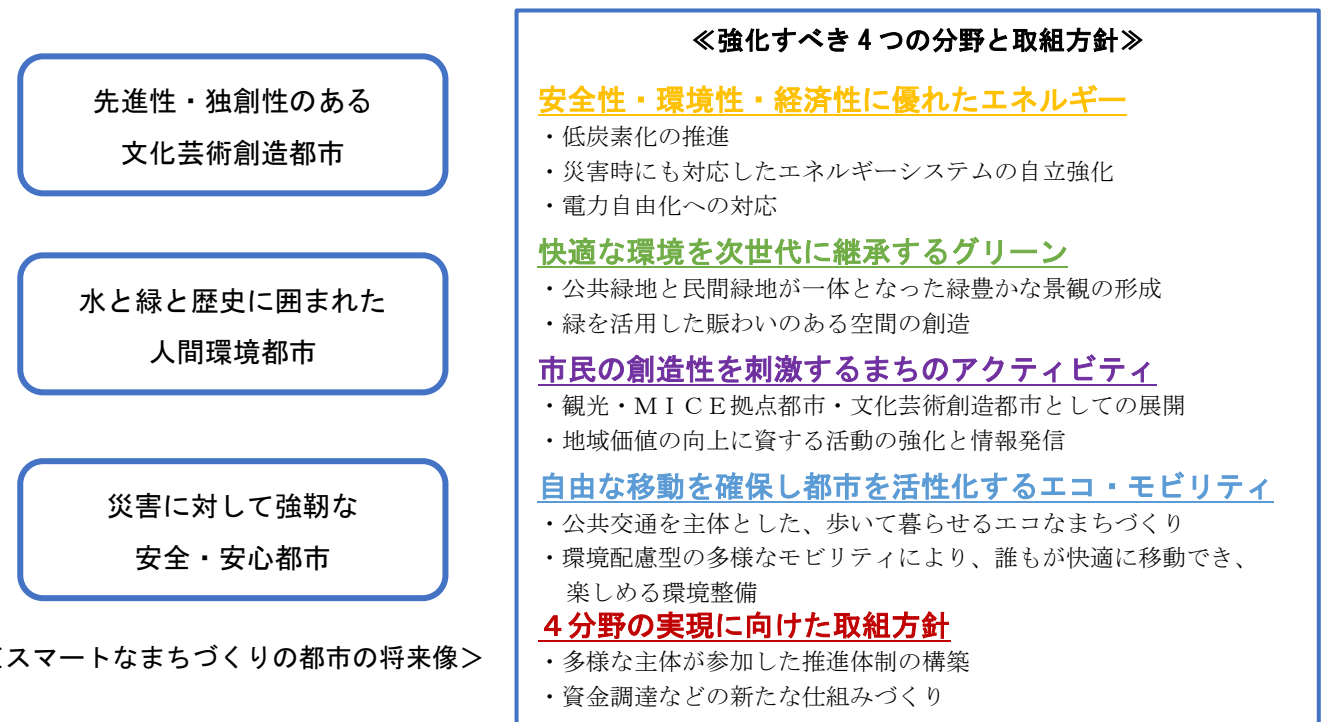 先進性・独創性のある
文化芸術創造都市
水と緑と歴史に囲まれた
人間環境都市
災害に対して強靭な
安全・安心都市
スマートなまちづくりの都市の将来像＞
≪強化すべき４つの分野と取組方針≫
安全性・環境性・経済性に優れたエネルギー
・低炭素化の推進
・災害時にも対応したエネルギーシステムの自立強化
・電力自由化への対応
快適な環境を次世代に継承するグリーン
・公共緑地と民間緑地が一体となった緑豊かな景観の形成
・緑を活用した賑わいのある空間の創造
市民の創造性を刺激するまちのアクティビティ
・観光・ＭＩＣＥ拠点都市・文化芸術創造都市としての展開
・地域価値の向上に資する活動の強化と情報発信
自由な移動を確保し都市を活性化するエコ・モビリティ
・公共交通を主体とした、歩いて暮らせるエコなまちづくり
・環境配慮型の多様なモビリティにより、誰もが快適に移動でき、
楽しめる環境整備
４分野の実現に向けた取組方針
・多様な主体が参加した推進体制の構築
・資金調達などの新たな仕組みづくり